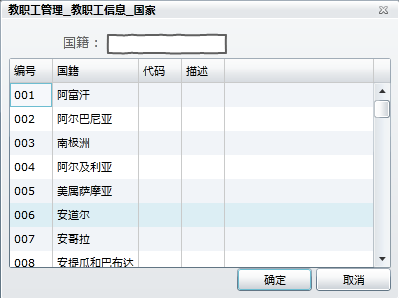 教职工管理_教职工信息_国家
国籍：
编号 国籍 代码 描述
001 阿富汗
002 阿尔巴尼亚
003 南极洲
004 阿尔及利亚
005 美属萨摩亚
006 安道尔
007 安哥拉
008 安提瓜和巴布达
确定 取消